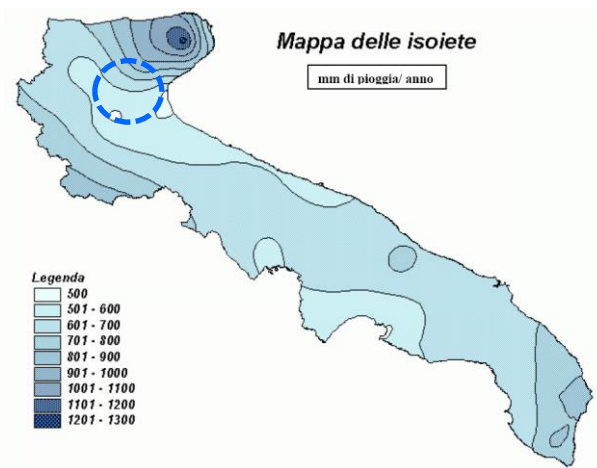 Mappa delle isoiete
mm di pioggia/ anno
Legenda
500
501 - 600
601 - 700
701 - 800
801 - 900
901 - 1000
1001 - 1100
1101 - 1200
1201 - 1300